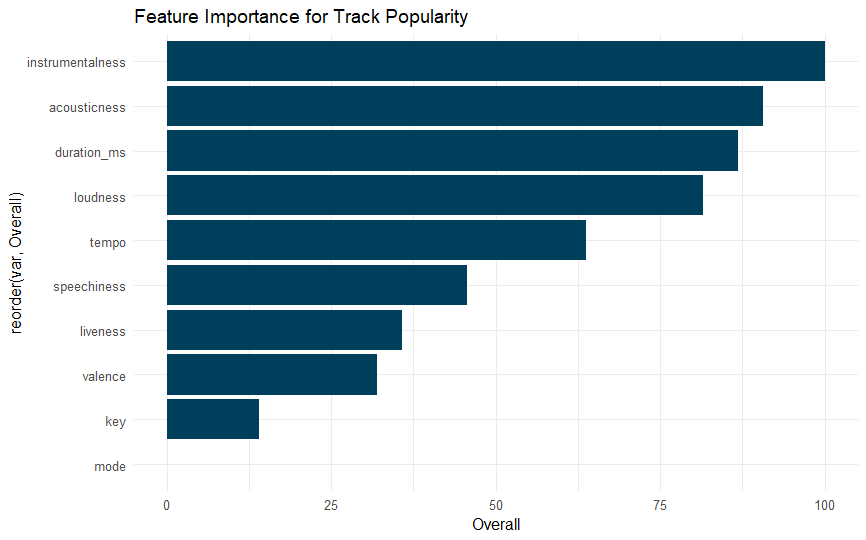 Feature Importance for Track Popularity
reorder(var, Overall)
instrumentalness
acousticness
duration_ms
loudness
tempo
speechiness
liveness
valence
key
mode
0 25 50 75 100
Overall